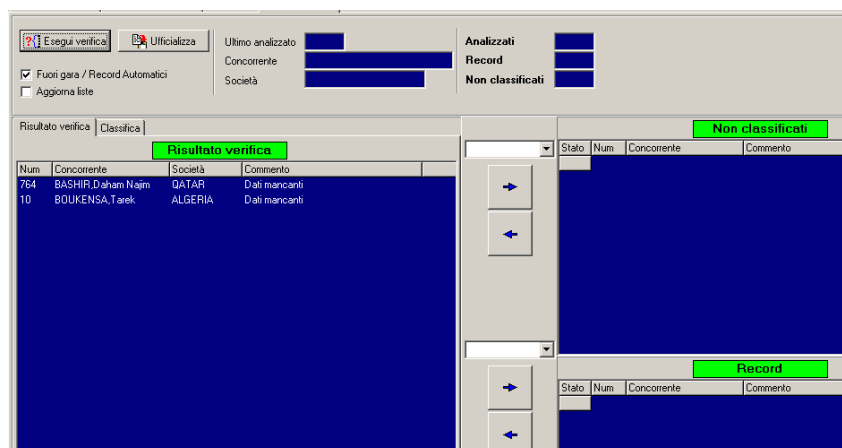 ?{} Esegui verifica
Ufficializza
Fuori gara / Record Automatici
Aggiorna liste
Ultimo analizzato
Concorrente
Società
Analizzati
Record
Non classificati
Risultato verifica Classifica
Risultato verifica
Num Concorrente Società Commento
764 BASHIR,Daham Najim QATAR Dati mancanti
10 BOUKENSA,Tarek ALGERIA Dati mancanti
Non classificati
Stato Num Concorrente Commento
Record
Stato Num Concorrente Commento